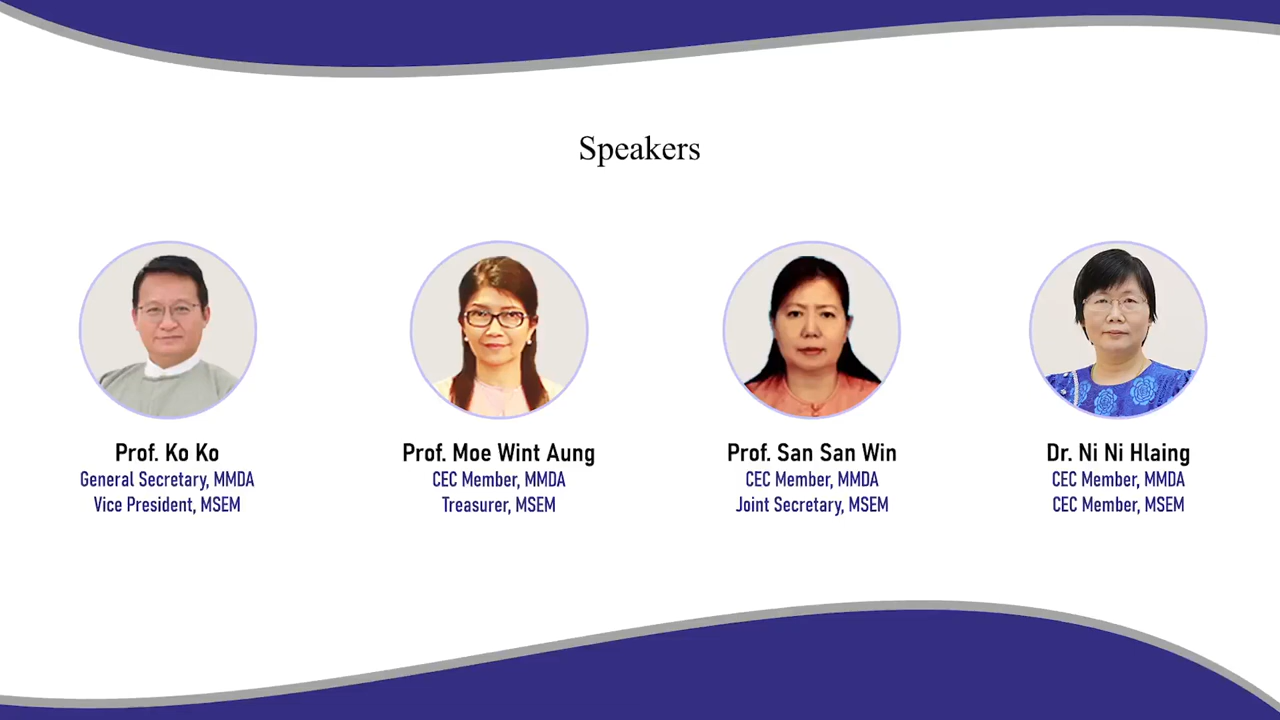 Speakers
Prof. Ko Ko
General Secretary, MMDA
Vice President, MSEM
Prof. Moe Wint Aung
CEC Member, MMDA
Treasurer, MSEM
Prof. San San Win
CEC Member, MMDA
Joint Secretary, MSEM
Dr. Ni Ni Hlaing
CEC Member, MMDA
CEC Member, MSEM